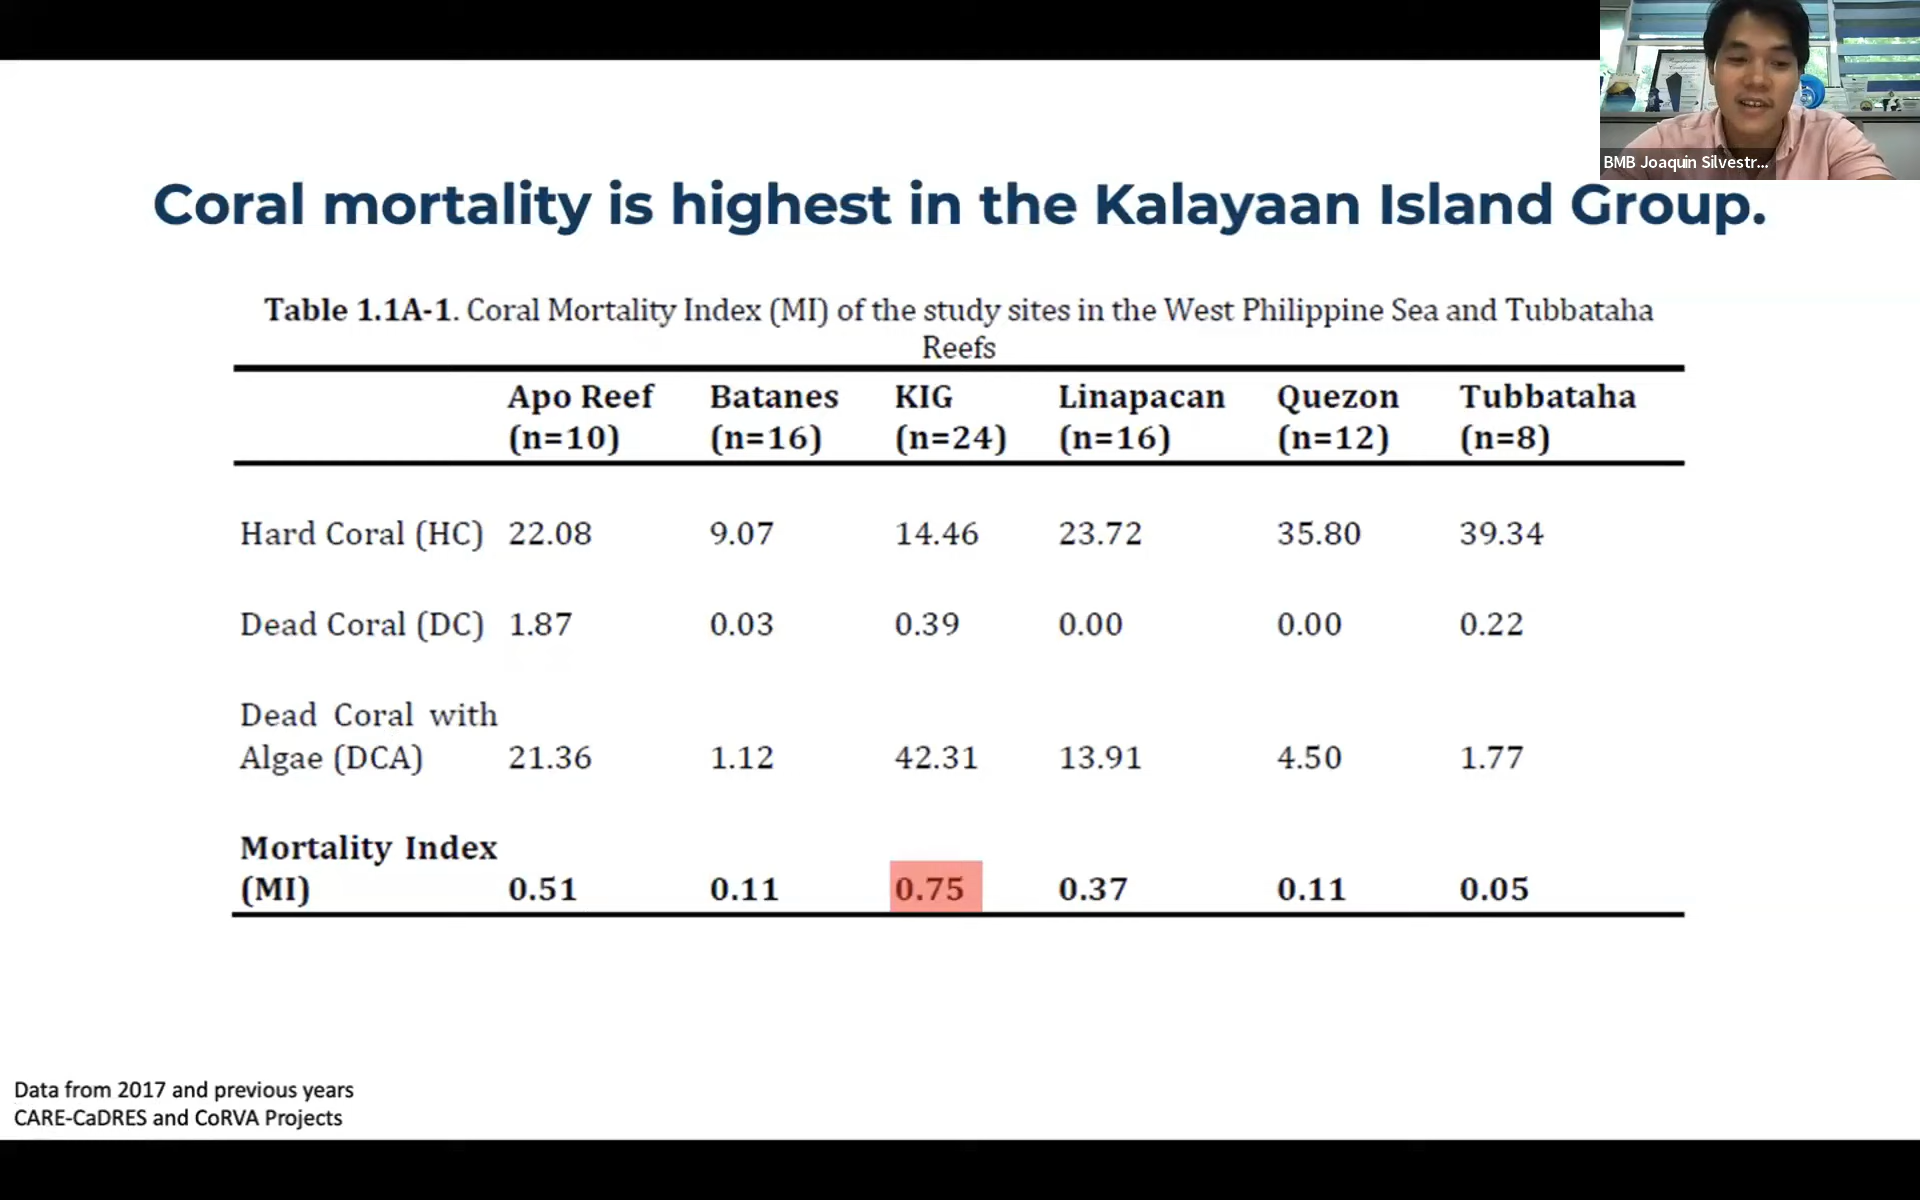 BMB Joaquin Silvestr...
Coral mortality is highest in the Kalayaan Island Group.
Table 1.1A-1. Coral Mortality Index (MI) of the study sites in the West Philippine Sea and Tubbataha
Reefs
Apo Reef Batanes KIG Linapacan Quezon Tubbataha
(n=10) (n=16) (n=24) (n=16) (n=12) (n=8)
Hard Coral (HC) 22.08 9.07 14.46 23.72 35.80 39.34
Dead Coral (DC) 1.87 0.03 0.39 0.00 0.00 0.22
Dead Coral with
Algae (DCA) 21.36 1.12 42.31 13.91 4.50 1.77
Mortality Index
(MI) 0.51 0.11 0.75 0.37 0.11 0.05
Data from 2017 and previous years
CARE-CaDRES and CoRVA Projects